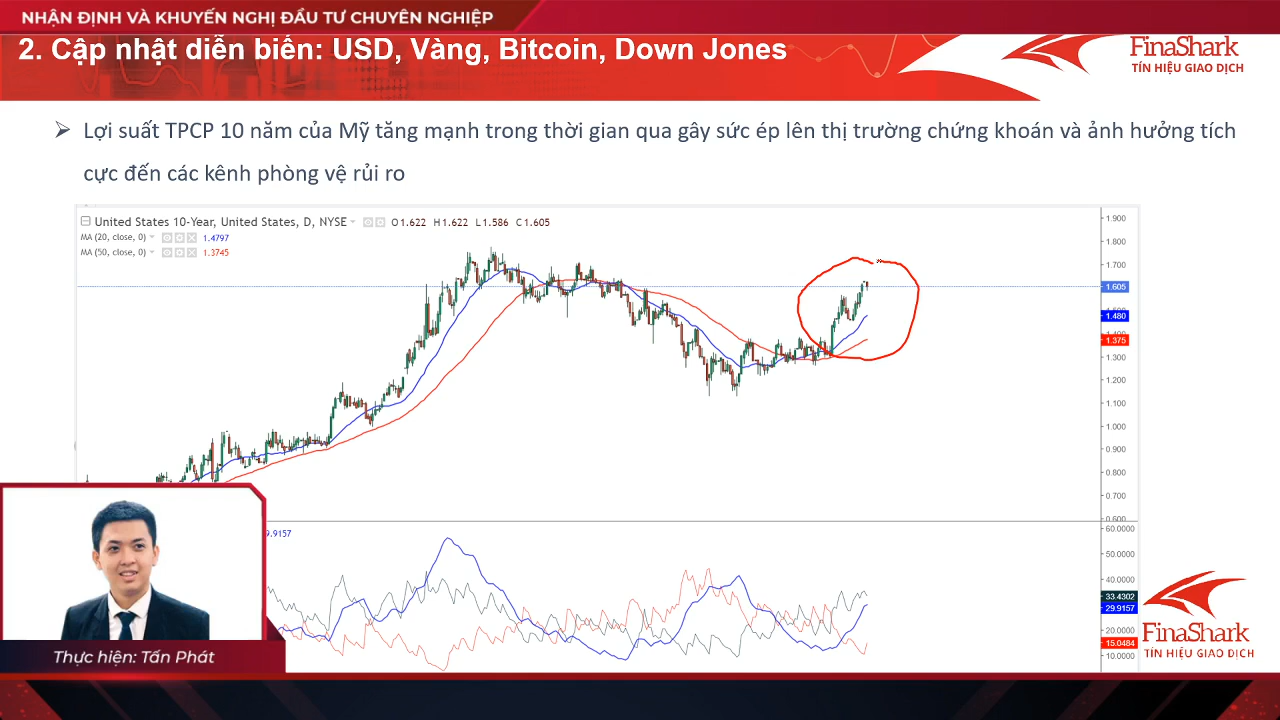 NHẬN ĐỊNH VÀ KHUYẾN NGHỊ ĐẦU TƯ CHUYÊN NGHIỆP
2. Cập nhật diễn biến: USD, Vàng, Bitcoin, Down Jones
FinaShark
TÍN HIỆU GIAO DỊCH
Lợi suất TPCP 10 năm của Mỹ tăng mạnh trong thời gian qua gây sức ép lên thị trường chứng khoán và ảnh hưởng tích
cực đến các kênh phòng vệ rủi ro
United States 10-Year, United States, D, NYSE O1.622 H1.622 L1.586 C1.605
MA (20, close, 0) 1.4797
MA (50, close, 0) 1.3745
1.900
1.800
1.700
1.605
1.480
1.375
1.300
1.200
1.100
1.000
0.900
0.800
0.700
0.600
9.9157
60.0000
50.0000
40.0000
33.4302
29.9157
20.0000
15.0484
10.0000
FinaShark
TÍN HIỆU GIAO DỊCH
Thực hiện: Tấn Phát